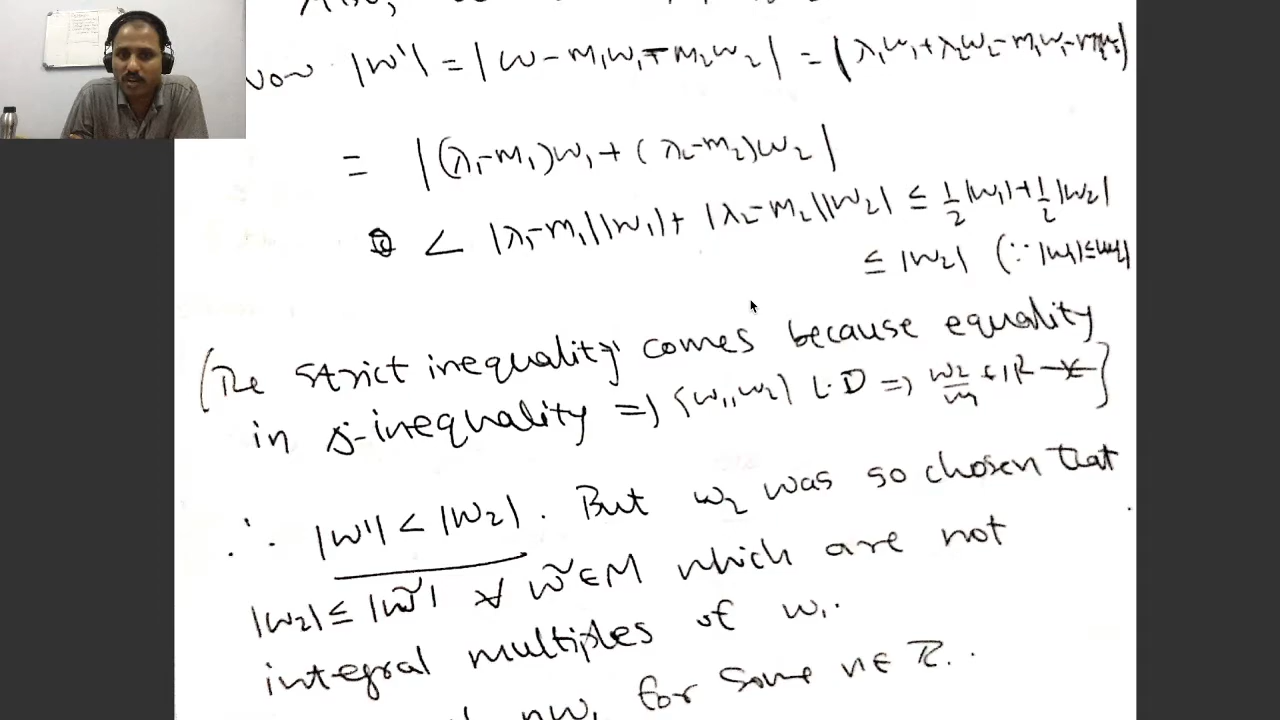 Now |w'| = |w - m₁w₁ - m₂w₂| = |λ₁w₁ + λ₂w₂ - m₁w₁ - m₂w₂|
= |(λ₁-m₁)w₁ + (λ₂-m₂)w₂|
< |λ₁-m₁||w₁| + |λ₂-m₂||w₂| ≤ 1/2|w₁| + 1/2|w₂|
≤ |w₂| (∵ |w₁| ≤ |w₂|)
(The strict inequality comes because equality
in Δ-inequality ⇒ {w₁, w₂} L.D ⇒ w₂/w₁ ∈ ℝ
∴ |w'| < |w₂|. But w₂ was so chosen that
|w₂| ≤ |w̃| ∀ w̃ ∈ M which are not
integral multiples of w₁.
nw₁ for some n ∈ ℤ..